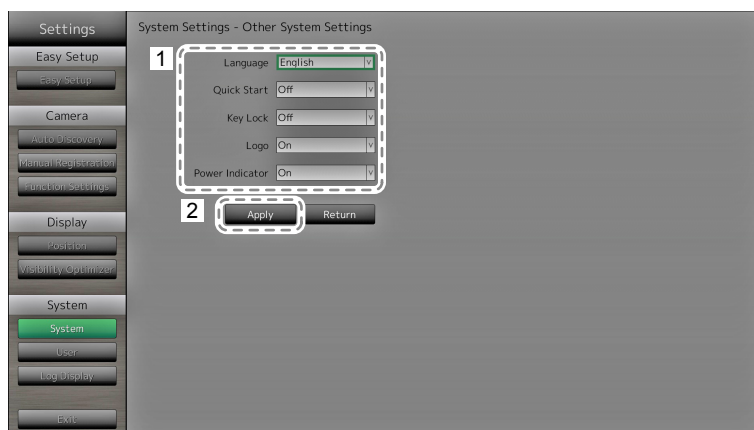 Settings
Easy Setup
Easy Setup
Camera
Auto Discovery
Manual Registration
Function Settings
Display
Position
Visibility Optimizer
System
System
User
Log Display
Exit
System Settings - Other System Settings
1
Language English
Quick Start Off
Key Lock Off
Logo On
Power Indicator On
2
Apply Return